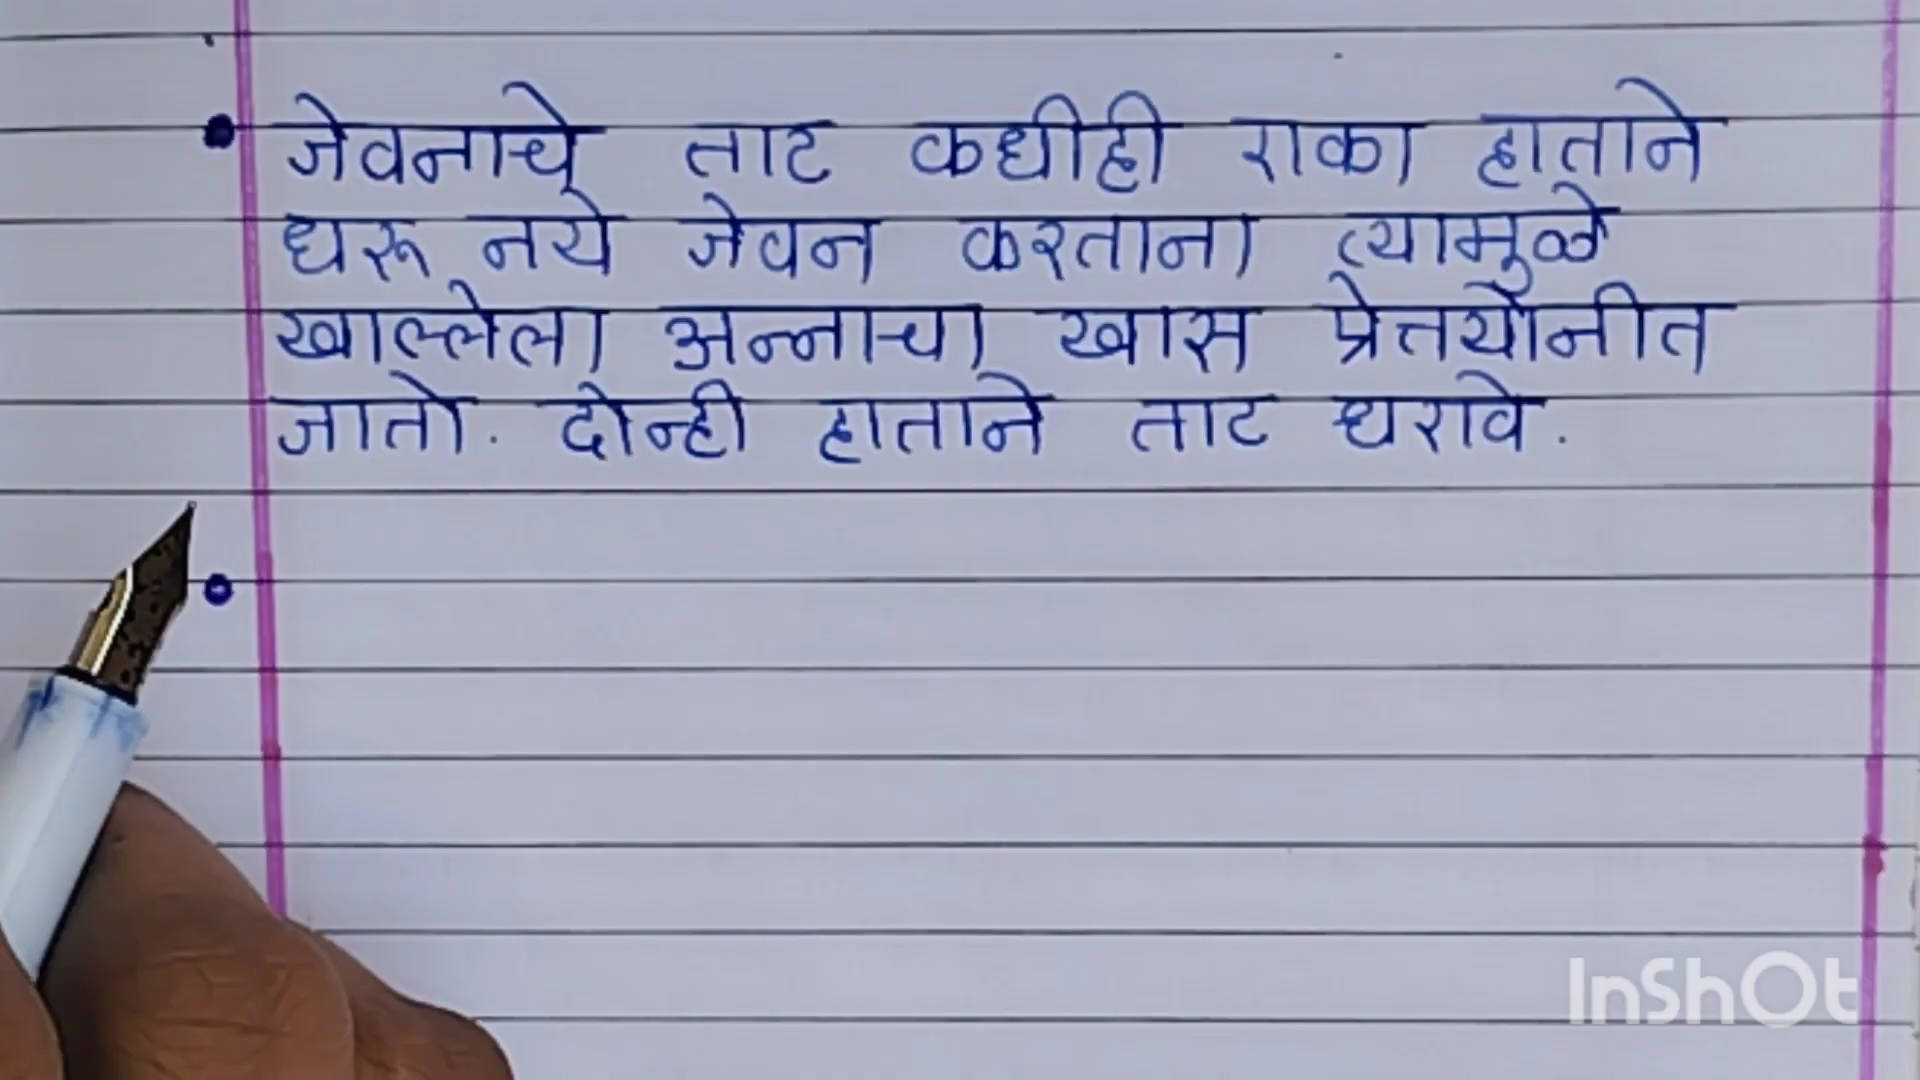 • जेवनाचे ताट कधीही एका हाताने
धरू नये जेवन करताना त्यामुळे
खाल्लेला अन्नाचा खास प्रेतयोनीत
जातो. दोन्ही हाताने ताट धरावे.
•
InShOt